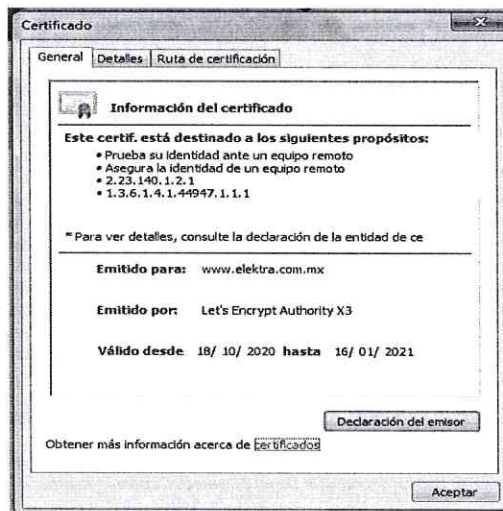 Certificado
General Detalles Ruta de certificación
Información del certificado
Este certif. está destinado a los siguientes propósitos:
• Prueba su identidad ante un equipo remoto
• Asegura la identidad de un equipo remoto
• 2.23.140.1.2.1
• 1.3.6.1.4.1.44947.1.1.1
* Para ver detalles, consulte la declaración de la entidad de ce
Emitido para: www.elektra.com.mx
Emitido por: Let's Encrypt Authority X3
Válido desde 18/ 10/ 2020 hasta 16/ 01/ 2021
Declaración del emisor
Obtener más información acerca de certificados
Aceptar